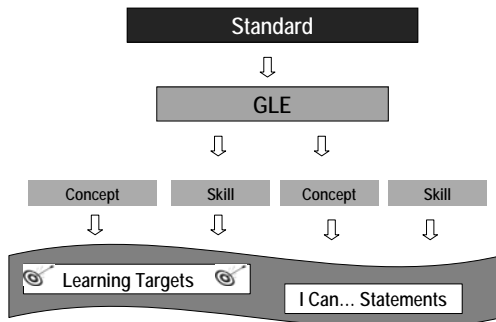 Standard
GLE
Concept Skill Concept Skill
Learning Targets
I Can... Statements